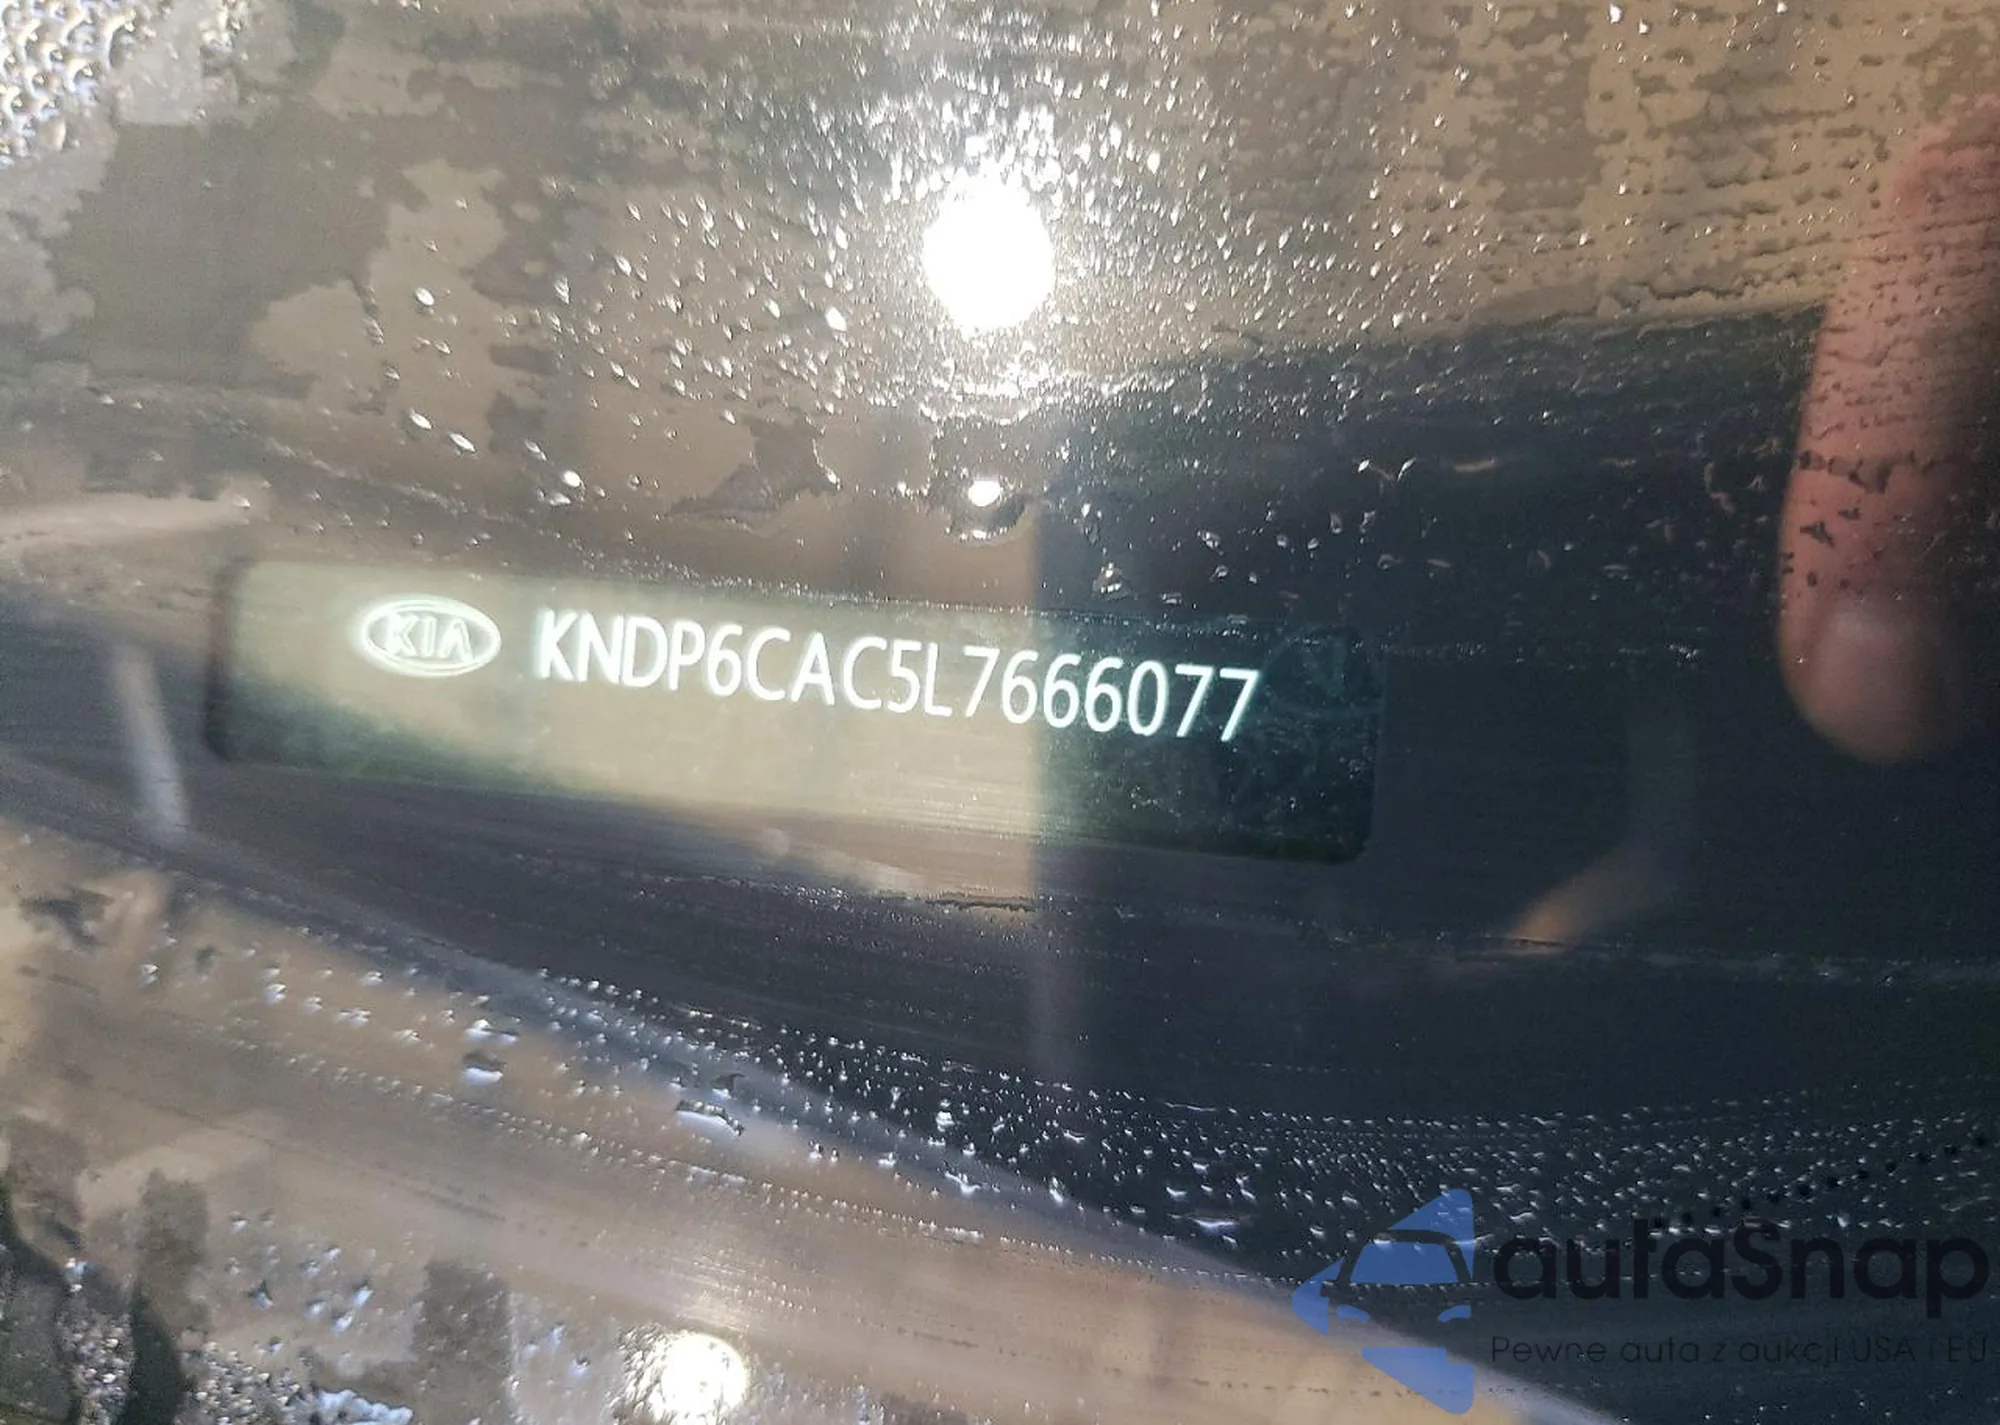 KIA KNDP6CAC5L7666077
autaSnap
Pewne auta z aukcji USA i EU